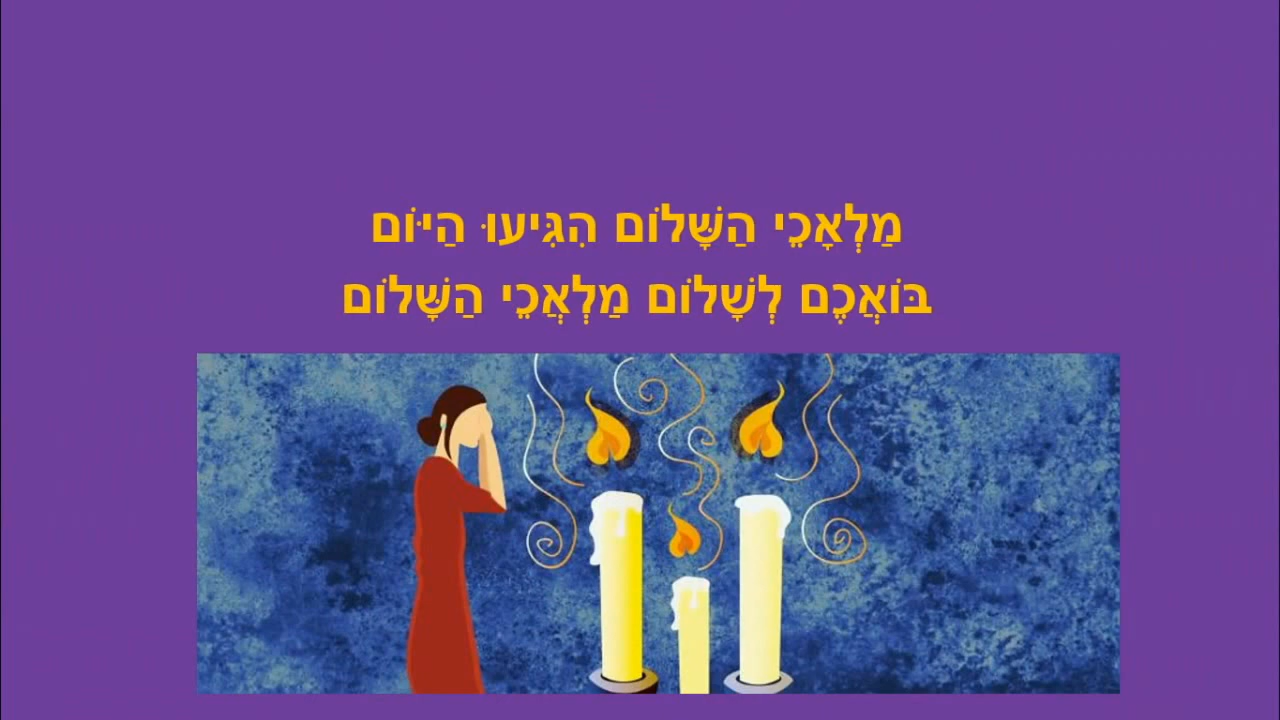 מַלְאָכֵי הַשָּׁלוֹם הִגִּיעוּ הַיּוֹם
בּוֹאֲכֶם לְשָׁלוֹם מַלְאֲכֵי הַשָּׁלוֹם